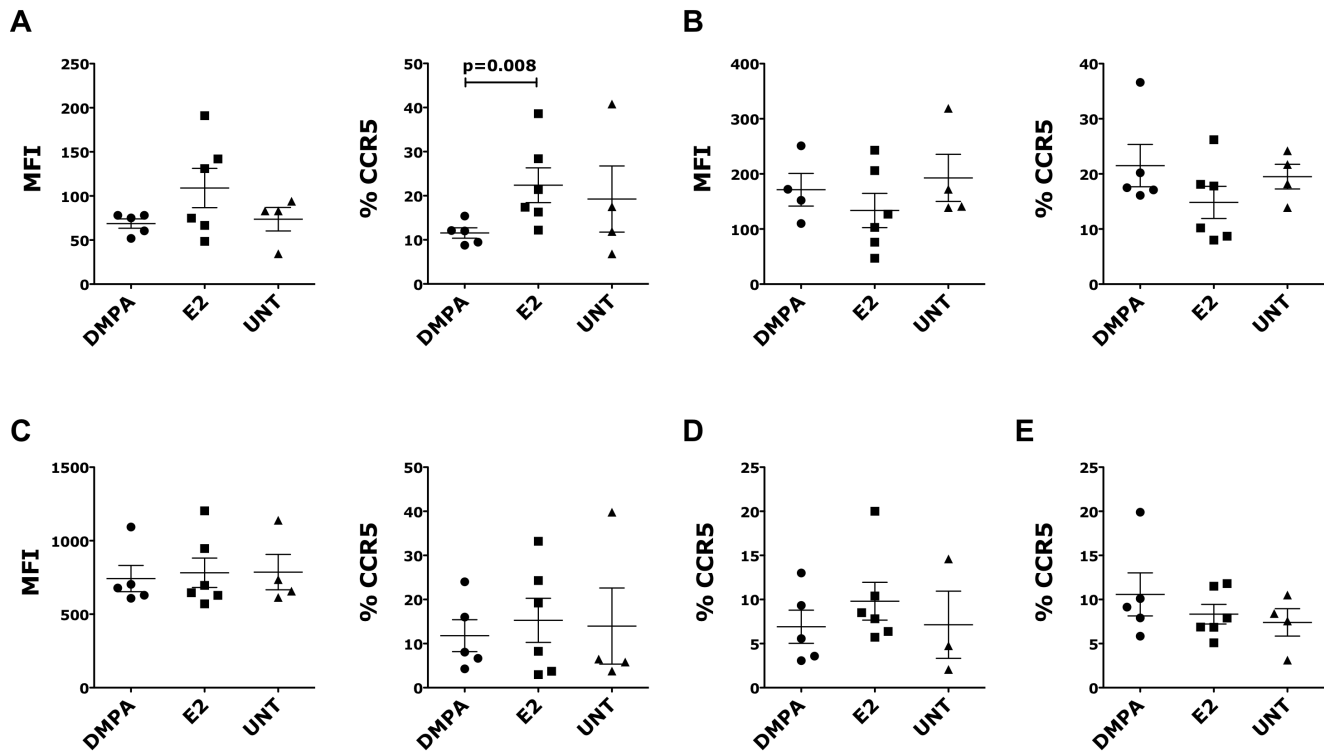 A
MFI
250
200
150
100
50
0
DMPA
E2
UNT
% CCR5
50
40
30
20
10
0
p=0.008
DMPA
E2
UNT
B
MFI
400
300
200
100
0
DMPA
E2
UNT
% CCR5
40
30
20
10
0
DMPA
E2
UNT
C
MFI
1500
1000
500
0
DMPA
E2
UNT
% CCR5
50
40
30
20
10
0
DMPA
E2
UNT
D
% CCR5
25
20
15
10
5
0
DMPA
E2
UNT
E
% CCR5
25
20
15
10
5
0
DMPA
E2
UNT